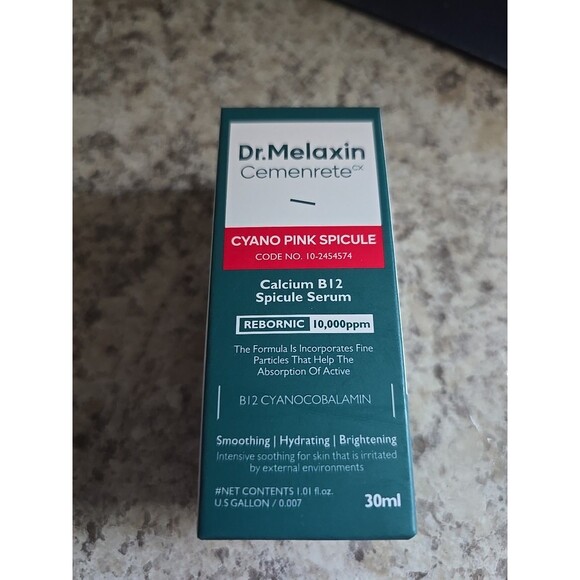 Dr.Melaxin
Cemenrete CX
CYANO PINK SPICULE
CODE NO. 10-2454574
Calcium B12
Spicule Serum
REBORNIC 10,000ppm
The Formula Is Incorporates Fine
Particles That Help The
Absorption Of Active
B12 CYANOCOBALAMIN
Smoothing | Hydrating | Brightening
Intensive soothing for skin that is irritated
by external environments
#NET CONTENTS 1.01 fl.oz.
U.S GALLON / 0.007
30ml